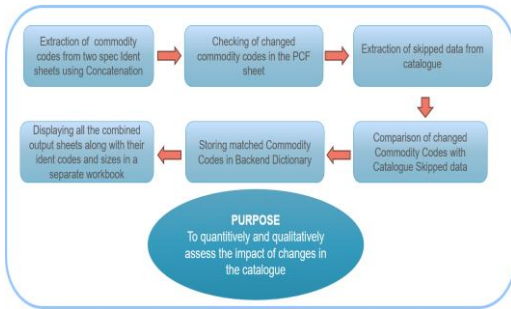 Extraction of commodity
codes from two spec Ident
sheets using Concatenation
Checking of changed
commodity codes in the PCF
sheet
Extraction of skipped data from
catalogue
Comparison of changed
Commodity Codes with
Catalogue Skipped data
Storing matched Commodity
Codes in Backend Dictionary
Displaying all the combined
output sheets along with their
ident codes and sizes in a
separate workbook
PURPOSE
To quantitively and qualitatively
assess the impact of changes in
the catalogue